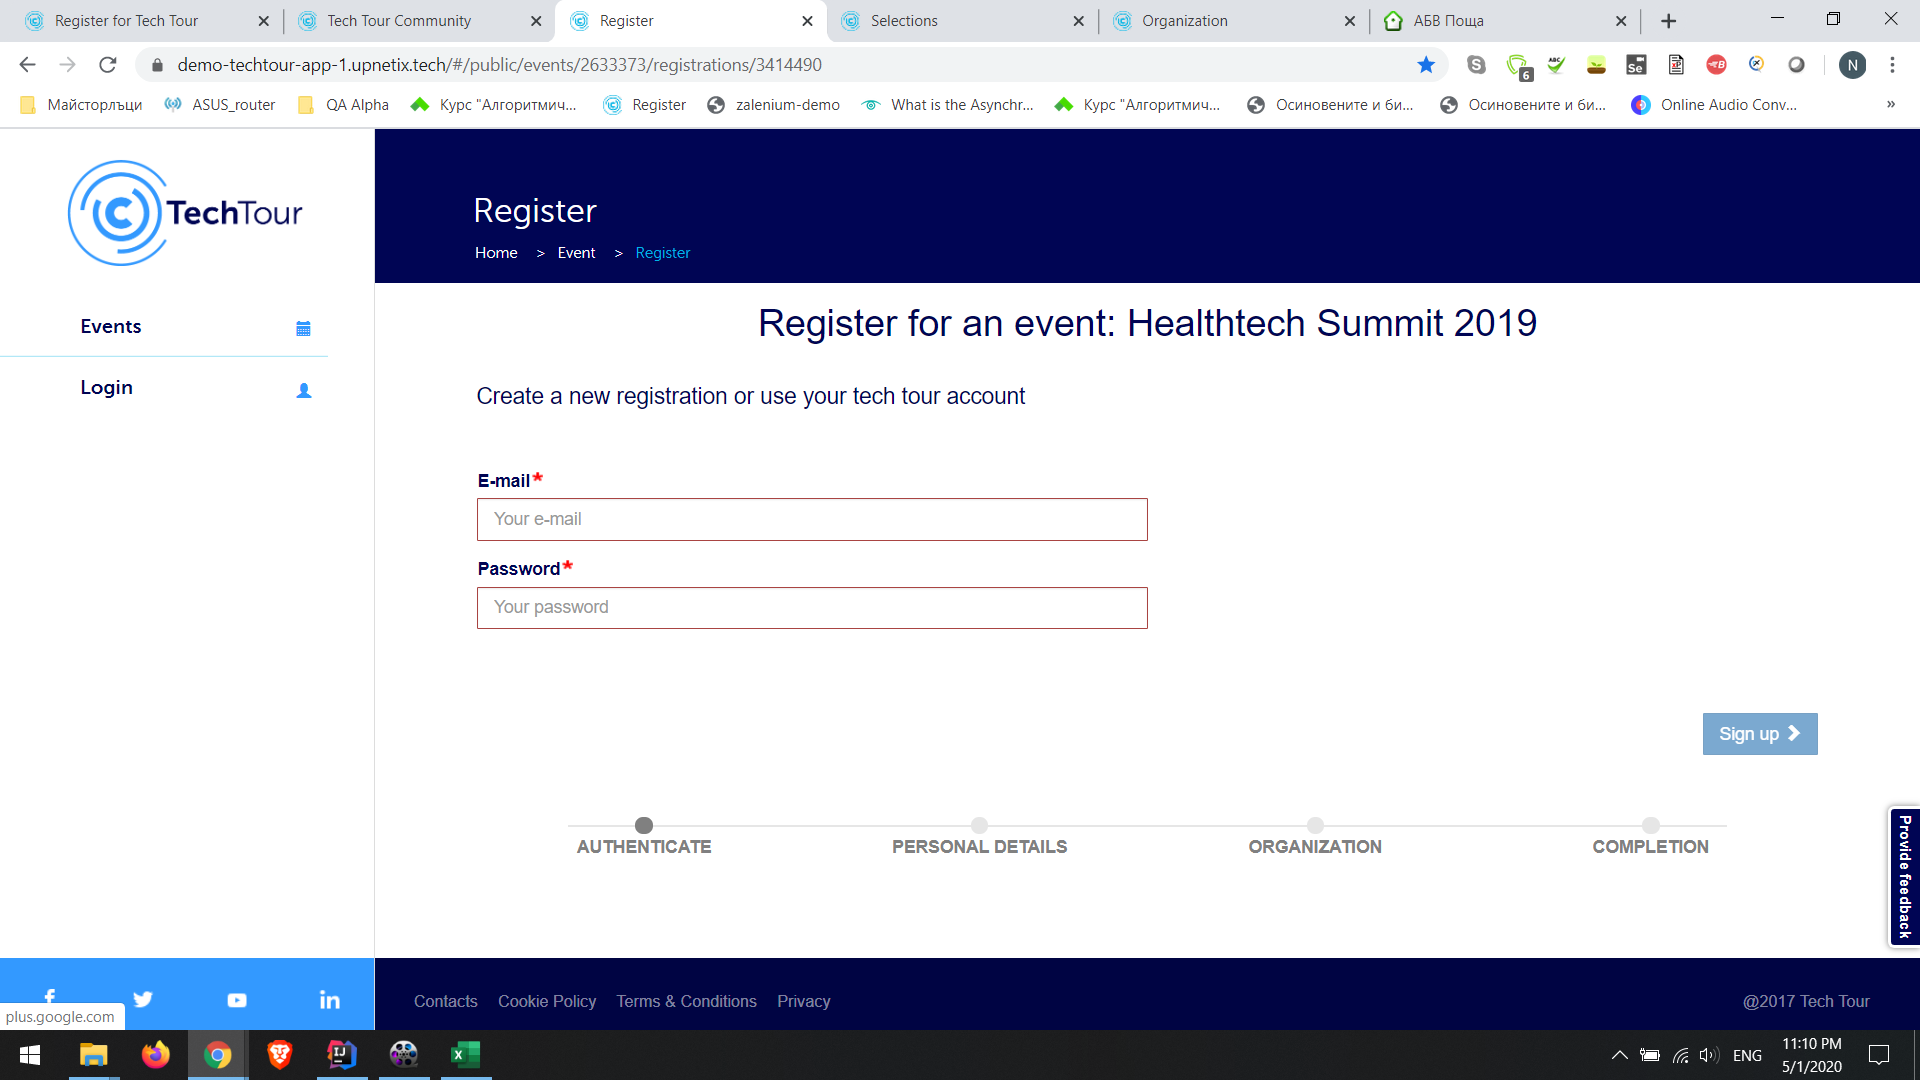 Register for Tech Tour
Tech Tour Community
Register
Selections
Organization
АБВ Поща
demo-techtour-app-1.upnetix.tech/#/public/events/2633373/registrations/3414490
6
ABC
Se
XP
B
N
Майсторлъци
ASUS_router
QA Alpha
Курс "Алгоритмич...
Register
zalenium-demo
What is the Asynchr...
Курс "Алгоритмич...
Осиновените и би...
Осиновените и би...
Online Audio Conv...
»
TechTour
Register
Home > Event > Register
Events
Login
Register for an event: Healthtech Summit 2019
Create a new registration or use your tech tour account
E-mail*
Your e-mail
Password*
Your password
Sign up
AUTHENTICATE
PERSONAL DETAILS
ORGANIZATION
COMPLETION
Provide feedback
plus.google.com
Contacts
Cookie Policy
Terms & Conditions
Privacy
@2017 Tech Tour
ENG
11:10 PM
5/1/2020